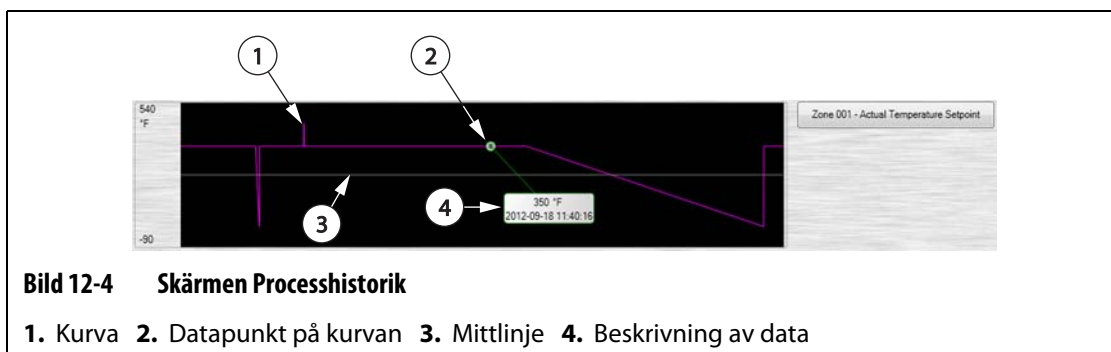 1
2
540
°F
Zone 001 - Actual Temperature Setpoint
3
4
350 °F
2012-09-18 11:40:16
-90
Bild 12-4 Skärmen Processhistorik
1. Kurva 2. Datapunkt på kurvan 3. Mittlinje 4. Beskrivning av data